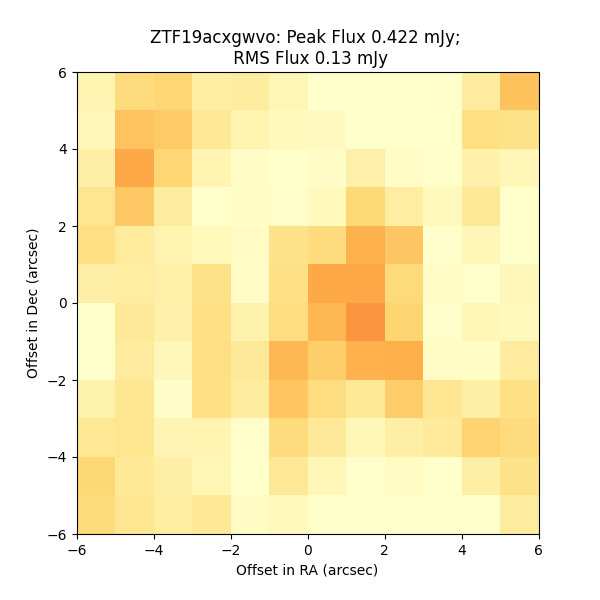 ZTF19acxgwvo: Peak Flux 0.422 mJy;
RMS Flux 0.13 mJy
6
4
2
0
−2
−4
−6
Offset in Dec (arcsec)
−6 −4 −2 0 2 4 6
Offset in RA (arcsec)